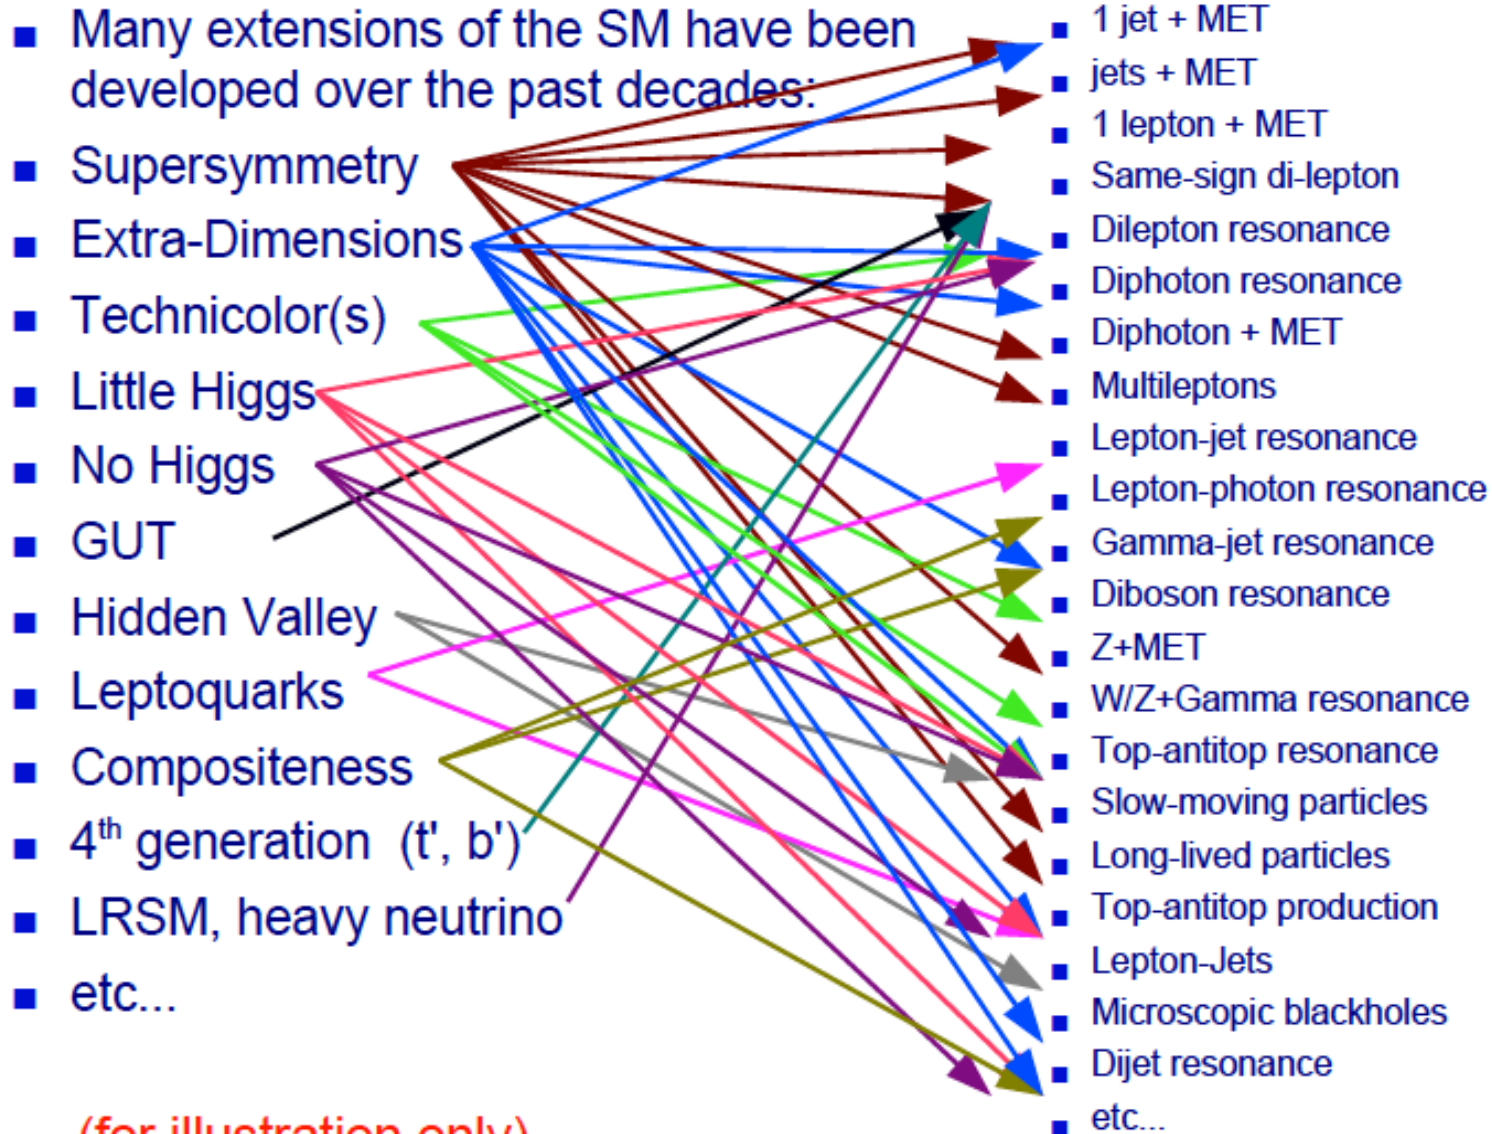 Many extensions of the SM have been
developed over the past decades:
Supersymmetry
Extra-Dimensions
Technicolor(s)
Little Higgs
No Higgs
GUT
Hidden Valley
Leptoquarks
Compositeness
4th generation (t', b')
LRSM, heavy neutrino
etc...
(for illustration only)
1 jet + MET
jets + MET
1 lepton + MET
Same-sign di-lepton
Dilepton resonance
Diphoton resonance
Diphoton + MET
Multileptons
Lepton-jet resonance
Lepton-photon resonance
Gamma-jet resonance
Diboson resonance
Z+MET
W/Z+Gamma resonance
Top-antitop resonance
Slow-moving particles
Long-lived particles
Top-antitop production
Lepton-Jets
Microscopic blackholes
Dijet resonance
etc...